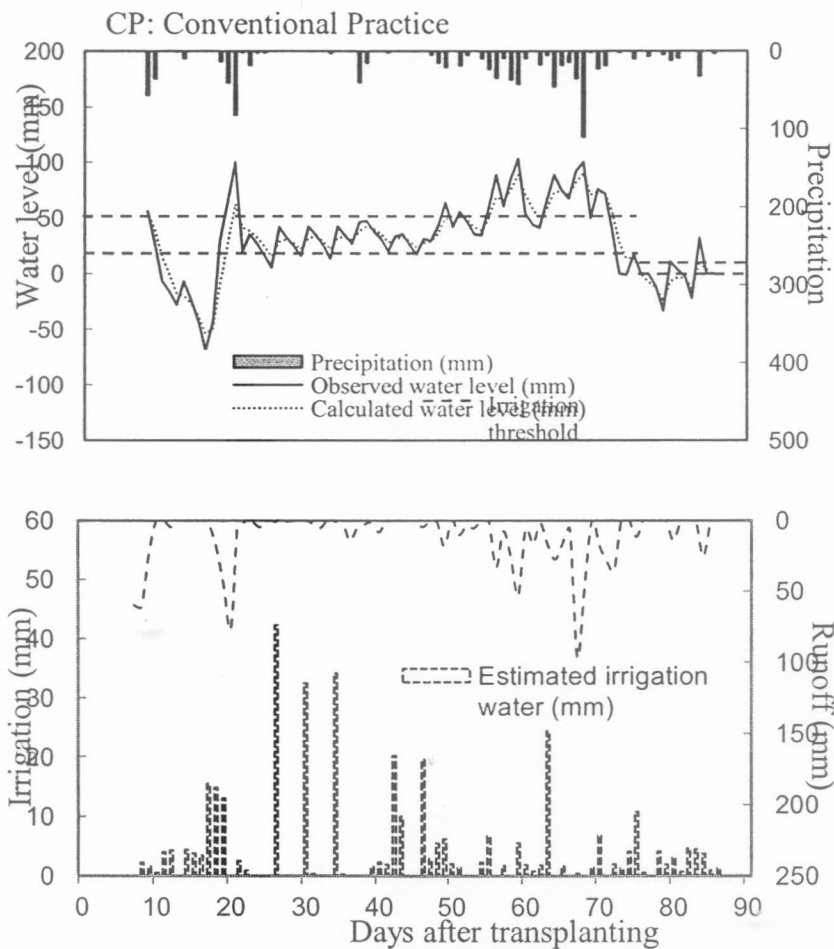 CP: Conventional Practice
200
150
100
50
0
-50
-100
-150
Water level (mm)
0
100
200
300
400
500
Precipitation
Precipitation (mm)
Observed water level (mm)
Calculated water level (mm)
Irrigation
threshold
60
50
40
30
20
10
0
Irrigation (mm)
0
50
100
150
200
250
Runoff (mm)
Estimated irrigation
water (mm)
0 10 20 30 40 50 60 70 80 90
Days after transplanting